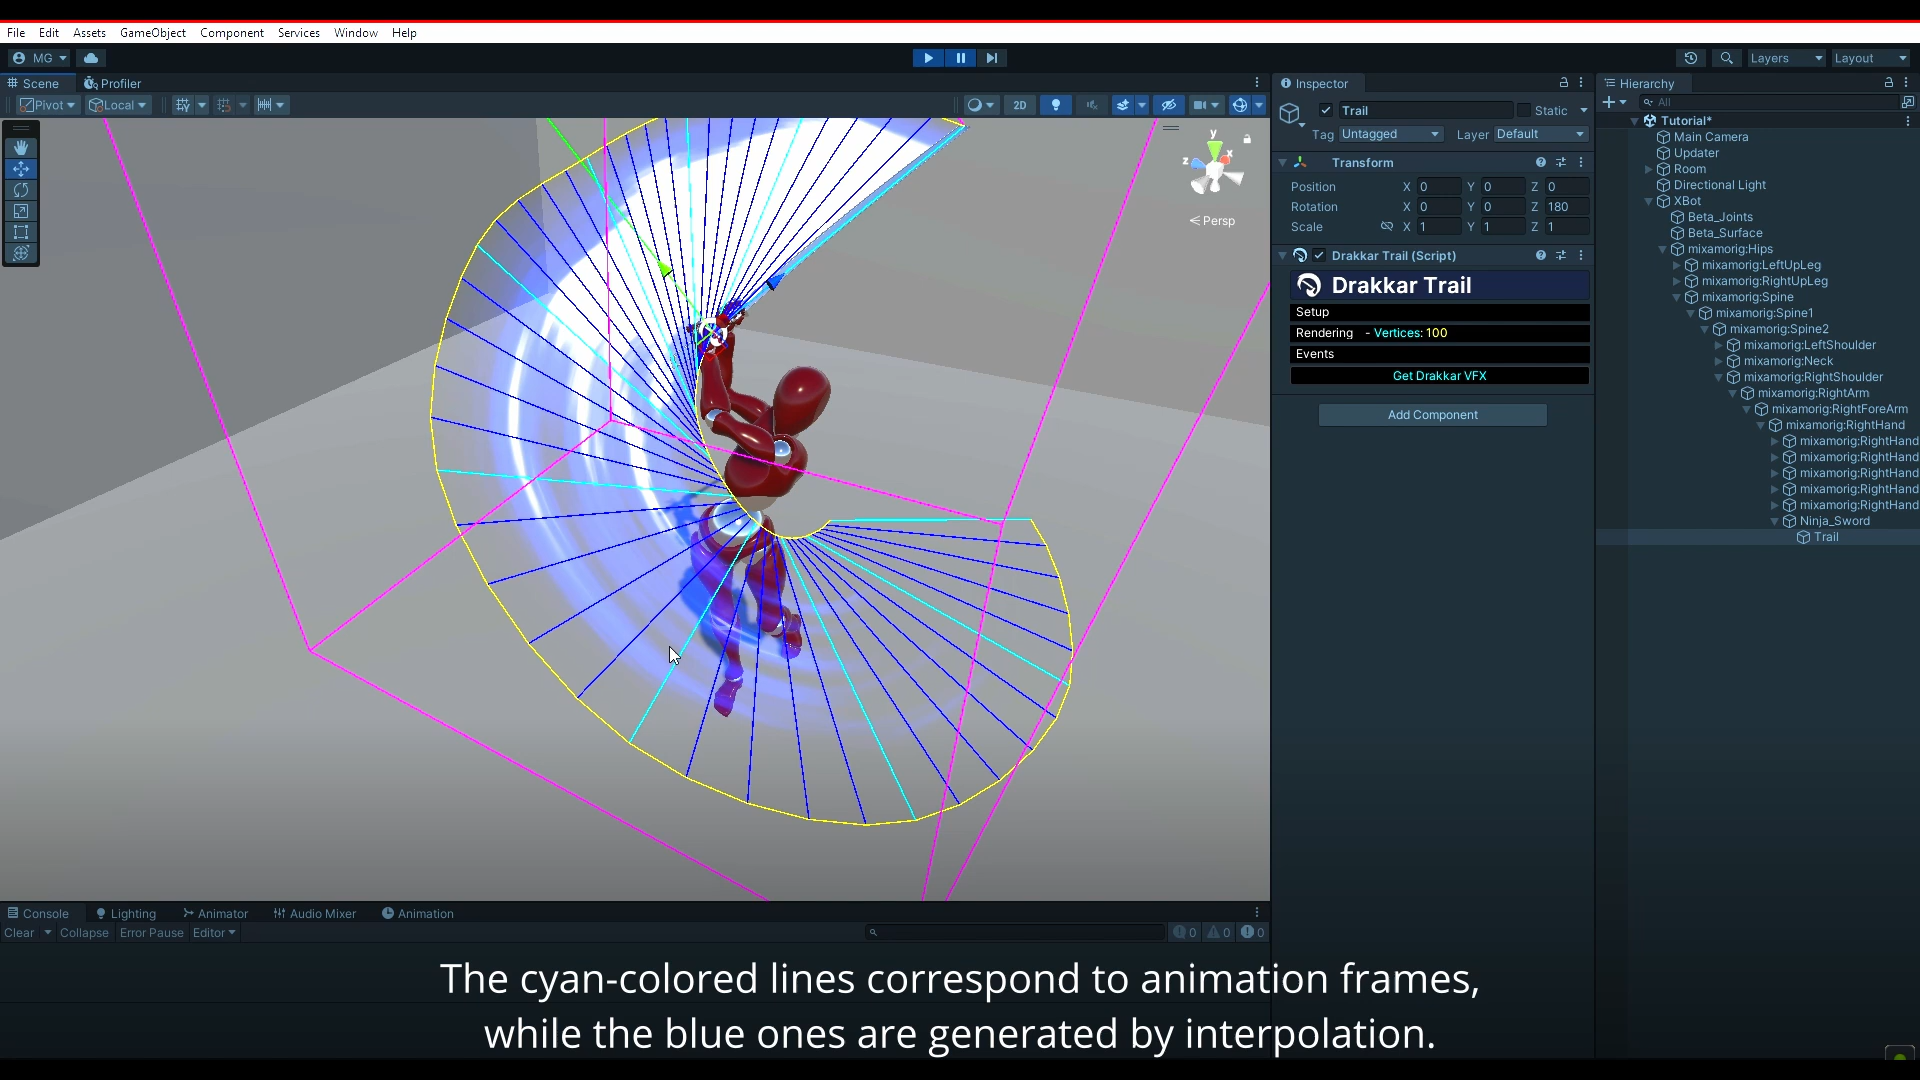 File Edit Assets GameObject Component Services Window Help
MG
Layers
Layout
Scene
Profiler
Pivot
Local
2D
y
x
z
Persp
Inspector
Trail
Static
Tag Untagged Layer Default
Transform
Position X 0 Y 0 Z 0
Rotation X 0 Y 0 Z 180
Scale X 1 Y 1 Z 1
Drakkar Trail (Script)
Drakkar Trail
Setup
Rendering - Vertices: 100
Events
Get Drakkar VFX
Add Component
Hierarchy
All
Tutorial*
Main Camera
Updater
Room
Directional Light
XBot
Beta_Joints
Beta_Surface
mixamorig:Hips
mixamorig:LeftUpLeg
mixamorig:RightUpLeg
mixamorig:Spine
mixamorig:Spine1
mixamorig:Spine2
mixamorig:LeftShoulder
mixamorig:Neck
mixamorig:RightShoulder
mixamorig:RightArm
mixamorig:RightForeArm
mixamorig:RightHand
mixamorig:RightHand
mixamorig:RightHand
mixamorig:RightHand
mixamorig:RightHand
mixamorig:RightHand
Ninja_Sword
Trail
Console Lighting Animator Audio Mixer Animation
Clear Collapse Error Pause Editor
0 0 0
The cyan-colored lines correspond to animation frames,
while the blue ones are generated by interpolation.